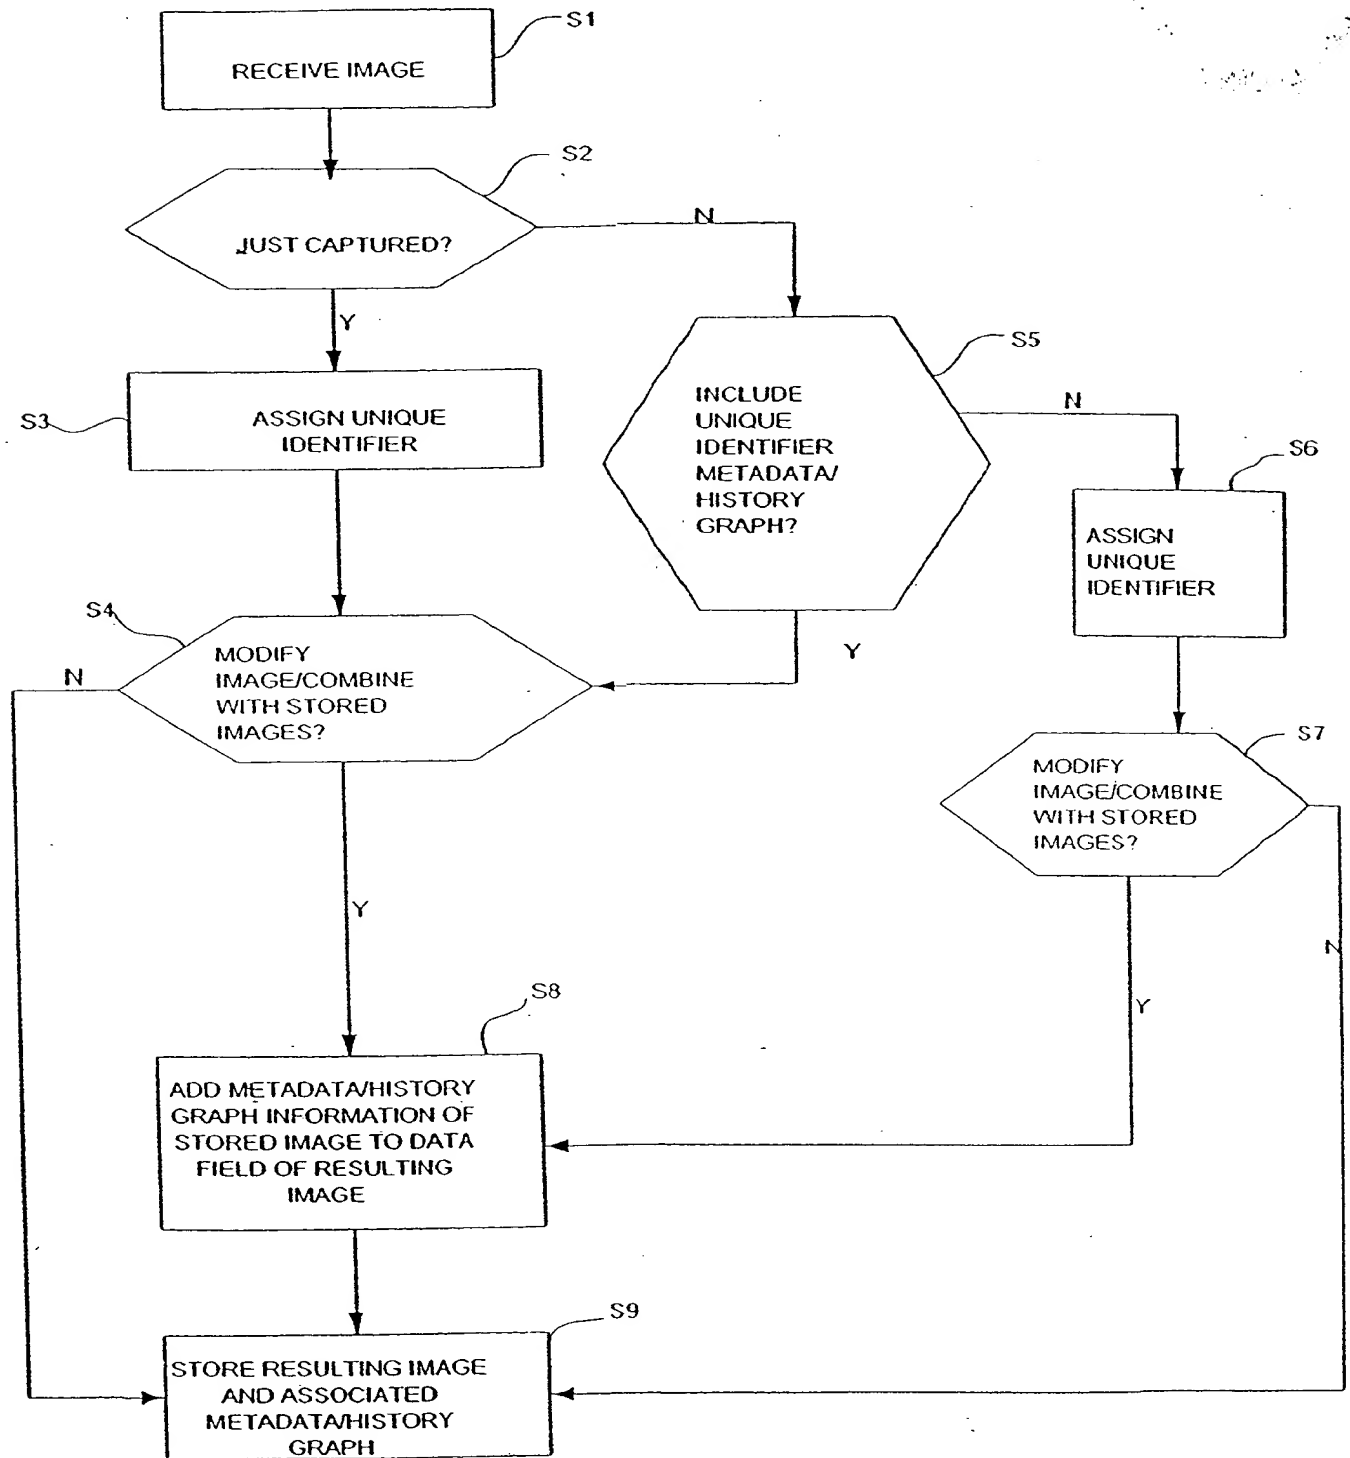 S1
RECEIVE IMAGE
S2
JUST CAPTURED?
N
Y
S5
INCLUDE
UNIQUE
IDENTIFIER
METADATA/
HISTORY
GRAPH?
N
S3
ASSIGN UNIQUE
IDENTIFIER
S6
ASSIGN
UNIQUE
IDENTIFIER
S4
MODIFY
IMAGE/COMBINE
WITH STORED
IMAGES?
N
Y
S7
MODIFY
IMAGE/COMBINE
WITH STORED
IMAGES?
Y
N
Y
S8
ADD METADATA/HISTORY
GRAPH INFORMATION OF
STORED IMAGE TO DATA
FIELD OF RESULTING
IMAGE
S9
STORE RESULTING IMAGE
AND ASSOCIATED
METADATA/HISTORY
GRAPH